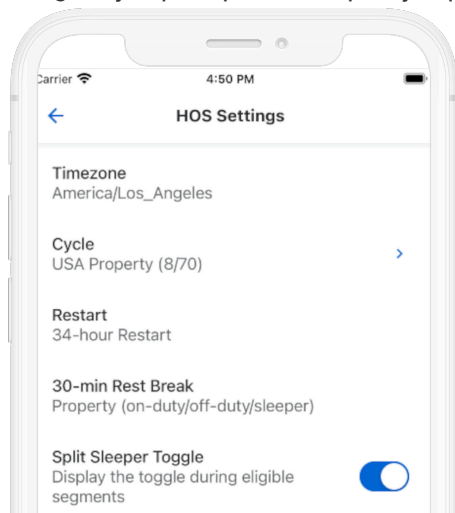 Carrier 4:50 PM
HOS Settings
Timezone
America/Los_Angeles
Cycle
USA Property (8/70)
Restart
34-hour Restart
30-min Rest Break
Property (on-duty/off-duty/sleeper)
Split Sleeper Toggle
Display the toggle during eligible
segments